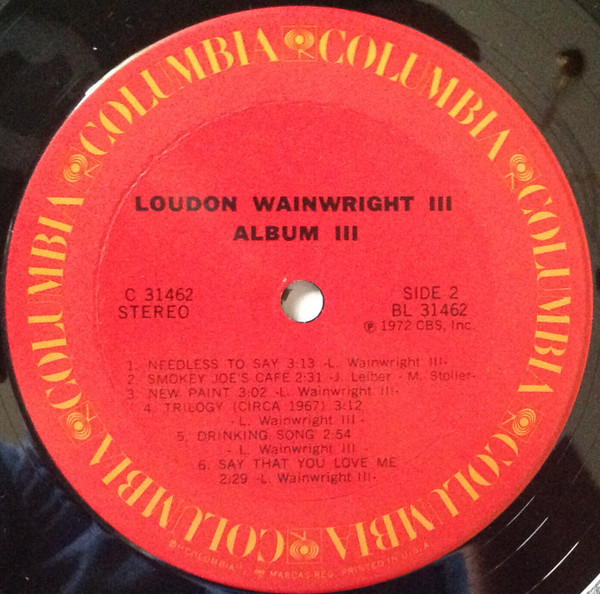 COLUMBIA COLUMBIA COLUMBIA COLUMBIA COLUMBIA COLUMBIA
LOUDON WAINWRIGHT III
ALBUM III
C 31462
STEREO
SIDE 2
BL 31462
Ⓟ 1972 CBS, Inc.
1. NEEDLESS TO SAY 3:13 -L. Wainwright III-
2. SMOKEY JOE'S CAFE 2:31 -J. Leiber - M. Stoller-
3. NEW PAINT 3:02 -L. Wainwright III-
4. TRILOGY (CIRCA 1967) 3:12
-L. Wainwright III-
5. DRINKING SONG 2:54
-L. Wainwright III-
6. SAY THAT YOU LOVE ME
2:29 -L. Wainwright III-
®"COLUMBIA", MARCAS REG. PRINTED IN U.S.A.